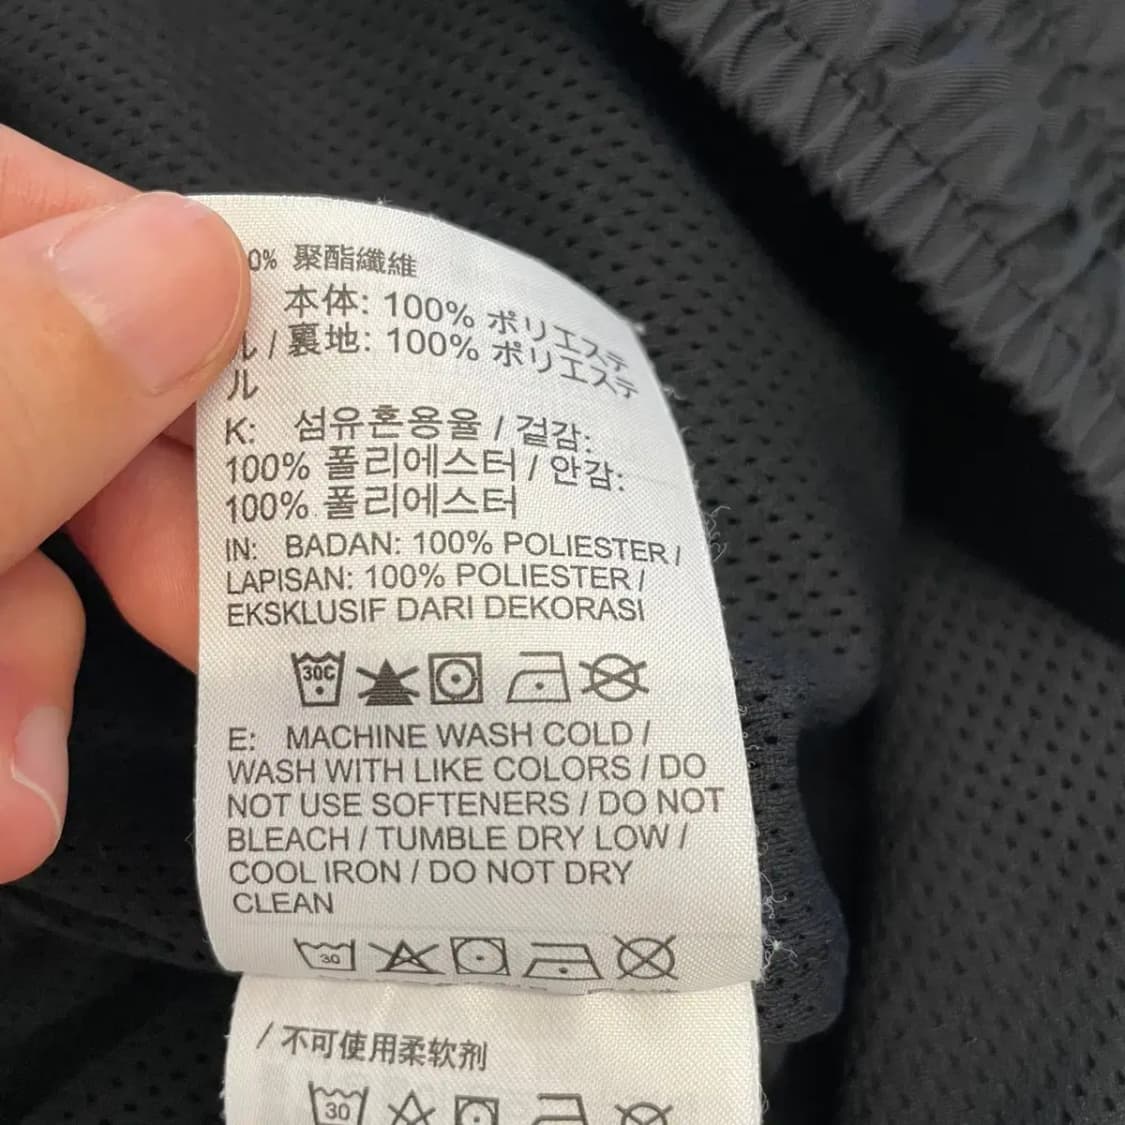 0% 聚酯纖維
本体: 100% ポリエステ
ル / 裏地: 100% ポリエステ
ル
K: 섬유혼용율 / 겉감:
100% 폴리에스터 / 안감:
100% 폴리에스터
IN: BADAN: 100% POLIESTER /
LAPISAN: 100% POLIESTER /
EKSKLUSIF DARI DEKORASI
30C
E: MACHINE WASH COLD /
WASH WITH LIKE COLORS / DO
NOT USE SOFTENERS / DO NOT
BLEACH / TUMBLE DRY LOW /
COOL IRON / DO NOT DRY
CLEAN
30
/ 不可使用柔软剂
30